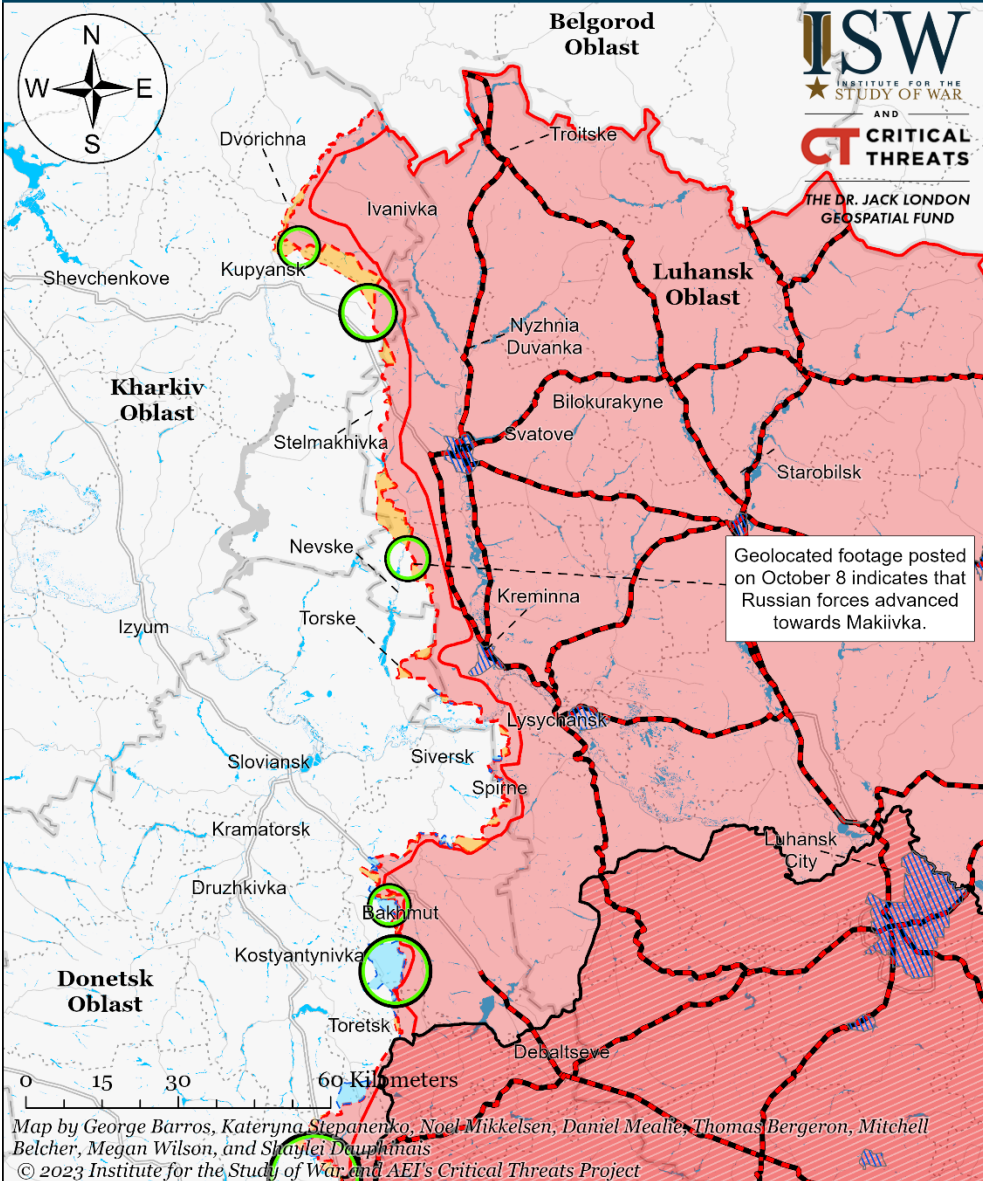 Belgorod
Oblast
ISW
INSTITUTE FOR THE
STUDY OF WAR
AND
CT CRITICAL
THREATS
THE DR. JACK LONDON
GEOSPATIAL FUND
N
W E
S
Dvorichna
Troitske
Ivanivka
Kupyansk
Shevchenkove
Luhansk
Oblast
Nyzhnia
Duvanka
Kharkiv
Oblast
Bilokurakyne
Stelmakhivka
Svatove
Starobilsk
Nevske
Geolocated footage posted
on October 8 indicates that
Russian forces advanced
towards Makiivka.
Kreminna
Torske
Izyum
Lysychansk
Siversk
Sloviansk
Spirne
Kramatorsk
Luhansk
City
Druzhkivka
Bakhmut
Kostyantynivka
Donetsk
Oblast
Toretsk
Debaltseve
0 15 30 60 Kilometers
Map by George Barros, Kateryna Stepanenko, Noel Mikkelsen, Daniel Mealie, Thomas Bergeron, Mitchell
Belcher, Megan Wilson, and Shaylei Dauphinais
© 2023 Institute for the Study of War and AEI's Critical Threats Project